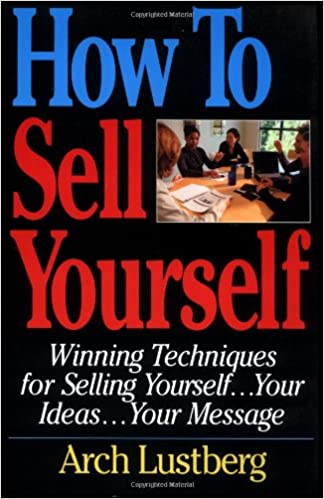 How To
Sell
Yourself
Winning Techniques
for Selling Yourself...Your
Ideas...Your Message
Arch Lustberg